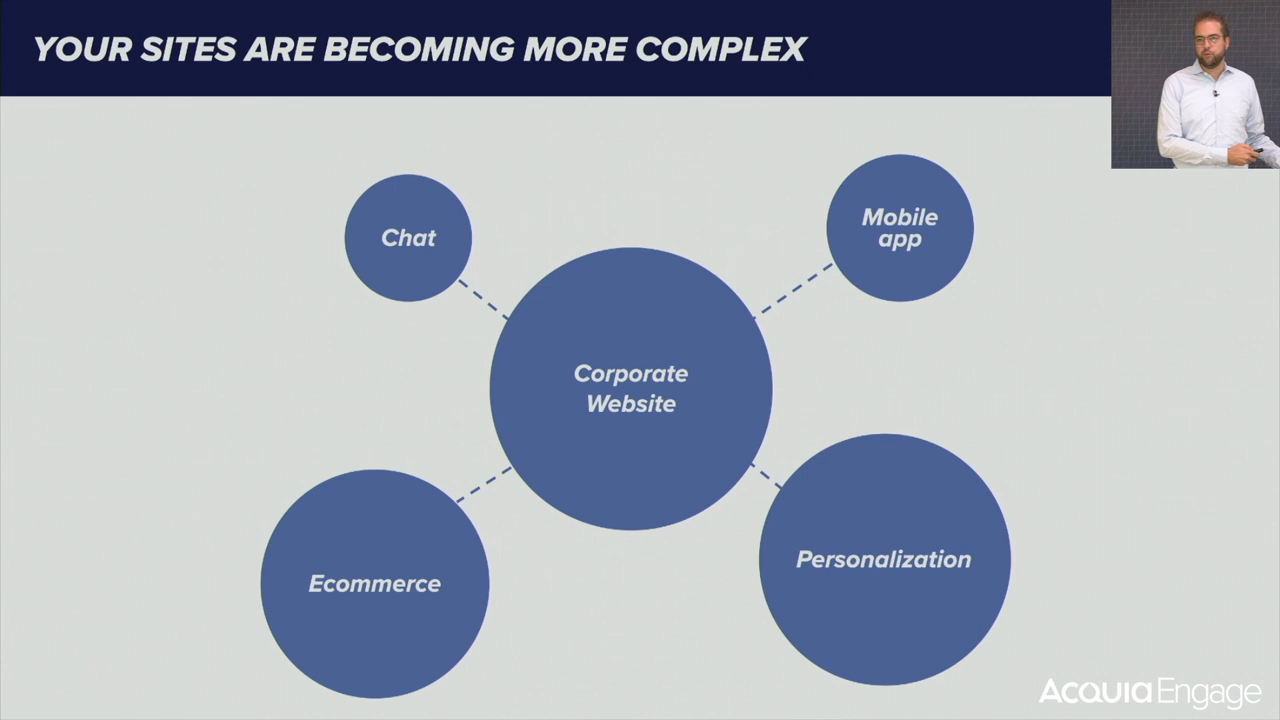 YOUR SITES ARE BECOMING MORE COMPLEX
Chat
Mobile
app
Corporate
Website
Ecommerce
Personalization
ACQUIA Engage